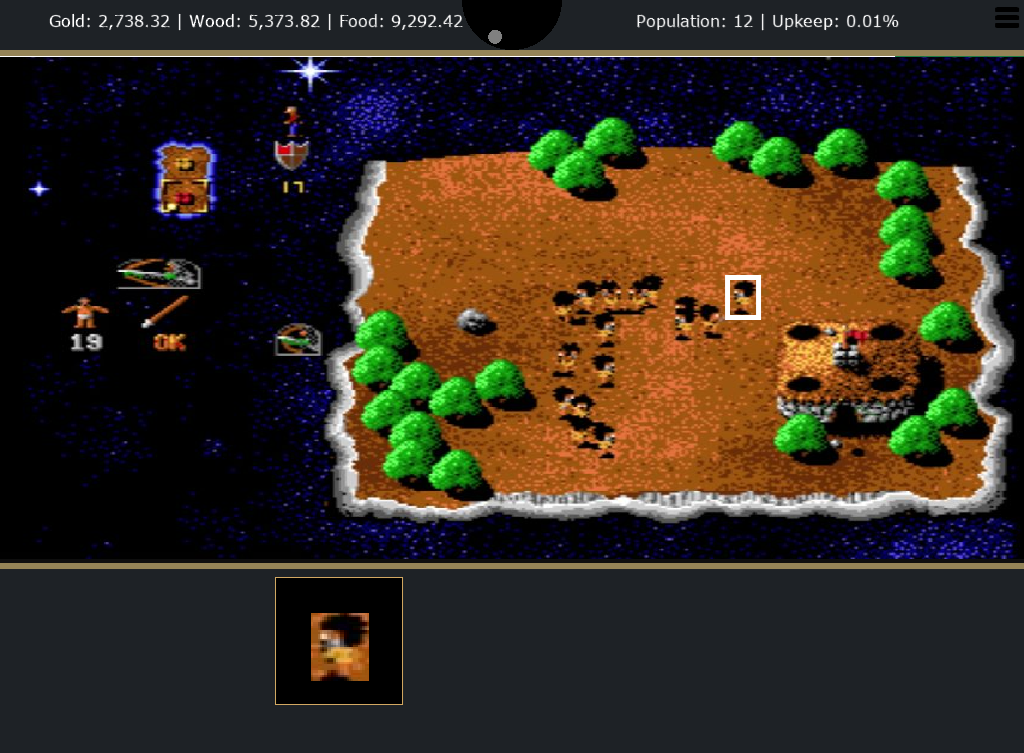 Gold: 2,738.32 | Wood: 5,373.82 | Food: 9,292.42
Population: 12 | Upkeep: 0.01%
17
19
OK